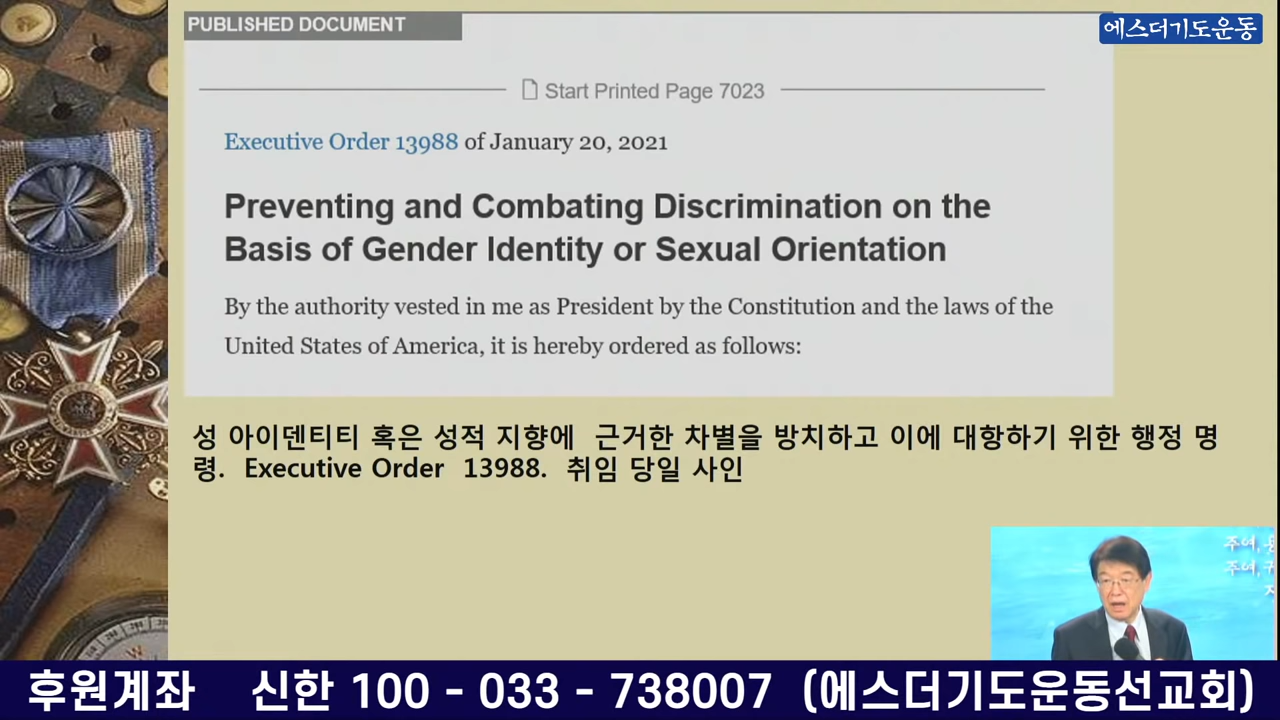 PUBLISHED DOCUMENT
에스더기도운동
Start Printed Page 7023
Executive Order 13988 of January 20, 2021
Preventing and Combating Discrimination on the
Basis of Gender Identity or Sexual Orientation
By the authority vested in me as President by the Constitution and the laws of the
United States of America, it is hereby ordered as follows:
성 아이덴티티 혹은 성적 지향에 근거한 차별을 방치하고 이에 대항하기 위한 행정 명
령. Executive Order 13988. 취임 당일 사인
주여,
주여,
후원계좌 신한 100 - 033 - 738007 (에스더기도운동선교회)